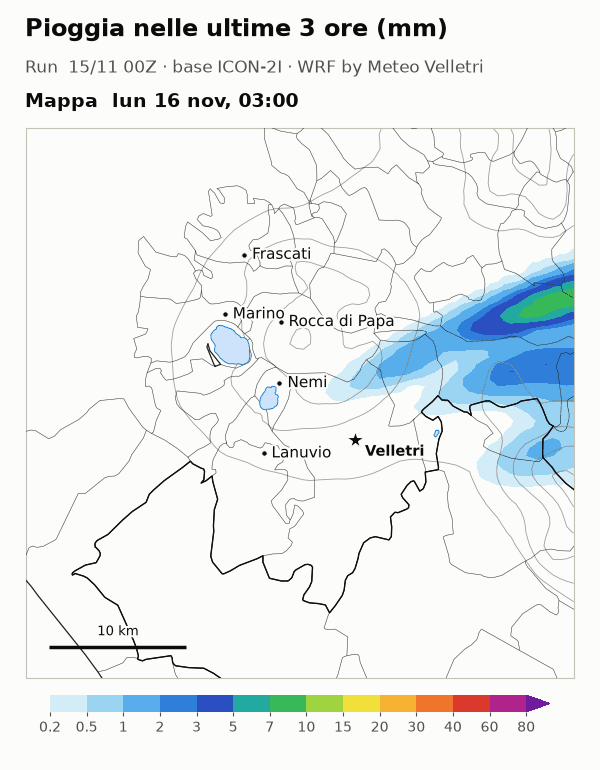 Pioggia nelle ultime 3 ore (mm)
Run  15/11 00Z · base ICON-2I · WRF by Meteo Velletri
Mappa  lun 16 nov, 03:00
Frascati
Marino
Rocca di Papa
Nemi
Velletri
Lanuvio
10 km
0.2 0.5 1 2 3 5 7 10 15 20 30 40 60 80